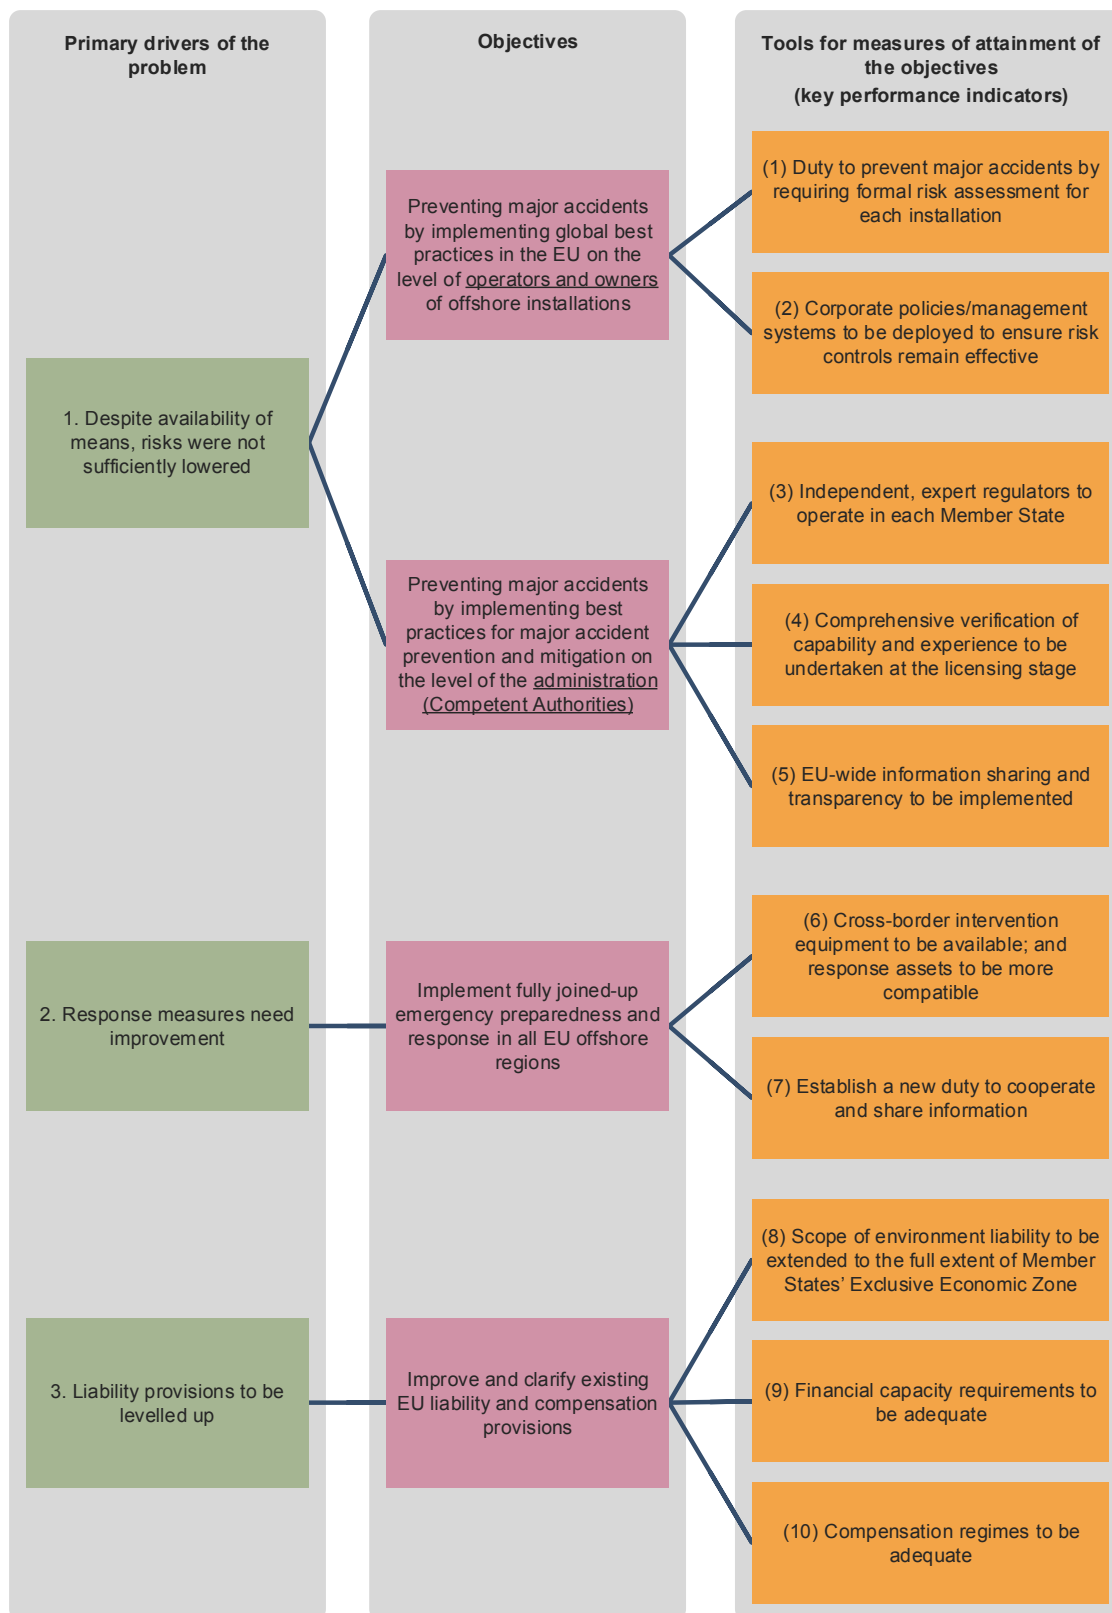 Primary drivers of the
problem
Objectives
Tools for measures of attainment of
the objectives
(key performance indicators)
1. Despite availability of
means, risks were not
sufficiently lowered
Preventing major accidents
by implementing global best
practices in the EU on the
level of operators and owners
of offshore installations
(1) Duty to prevent major accidents by
requiring formal risk assessment for
each installation
(2) Corporate policies/management
systems to be deployed to ensure risk
controls remain effective
Preventing major accidents
by implementing best
practices for major accident
prevention and mitigation on
the level of the administration
(Competent Authorities)
(3) Independent, expert regulators to
operate in each Member State
(4) Comprehensive verification of
capability and experience to be
undertaken at the licensing stage
(5) EU-wide information sharing and
transparency to be implemented
2. Response measures need
improvement
Implement fully joined-up
emergency preparedness and
response in all EU offshore
regions
(6) Cross-border intervention
equipment to be available; and
response assets to be more
compatible
(7) Establish a new duty to cooperate
and share information
3. Liability provisions to be
levelled up
Improve and clarify existing
EU liability and compensation
provisions
(8) Scope of environment liability to be
extended to the full extent of Member
States’ Exclusive Economic Zone
(9) Financial capacity requirements to
be adequate
(10) Compensation regimes to be
adequate